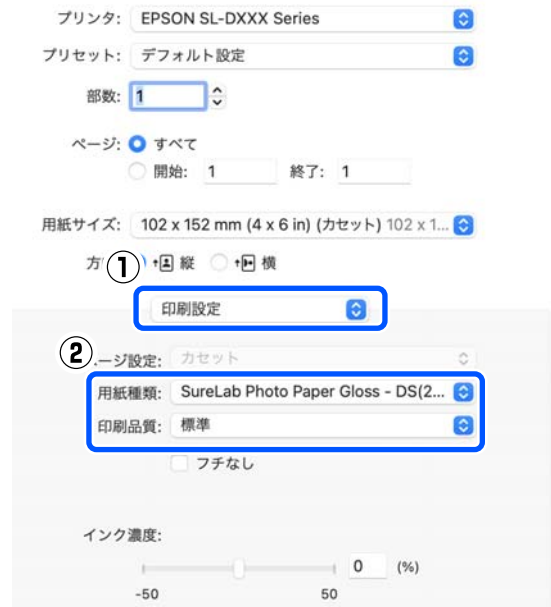 プリンタ: EPSON SL-DXXX Series
プリセット: デフォルト設定
部数: 1
ページ: すべて
開始: 1 終了: 1
用紙サイズ: 102 x 152 mm (4 x 6 in) (カセット) 102 x 1...
方 縦 横
①
印刷設定
②
ージ設定: カセット
用紙種類: SureLab Photo Paper Gloss - DS(2...
印刷品質: 標準
フチなし
インク濃度:
0 (%)
-50 50